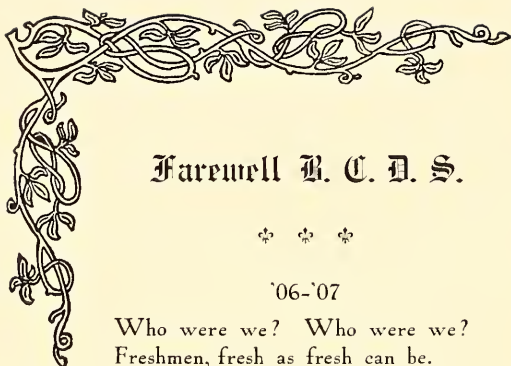 Farewell B. C. D. S.
'06-'07
Who were we? Who were we?
Freshmen, fresh as fresh can be.